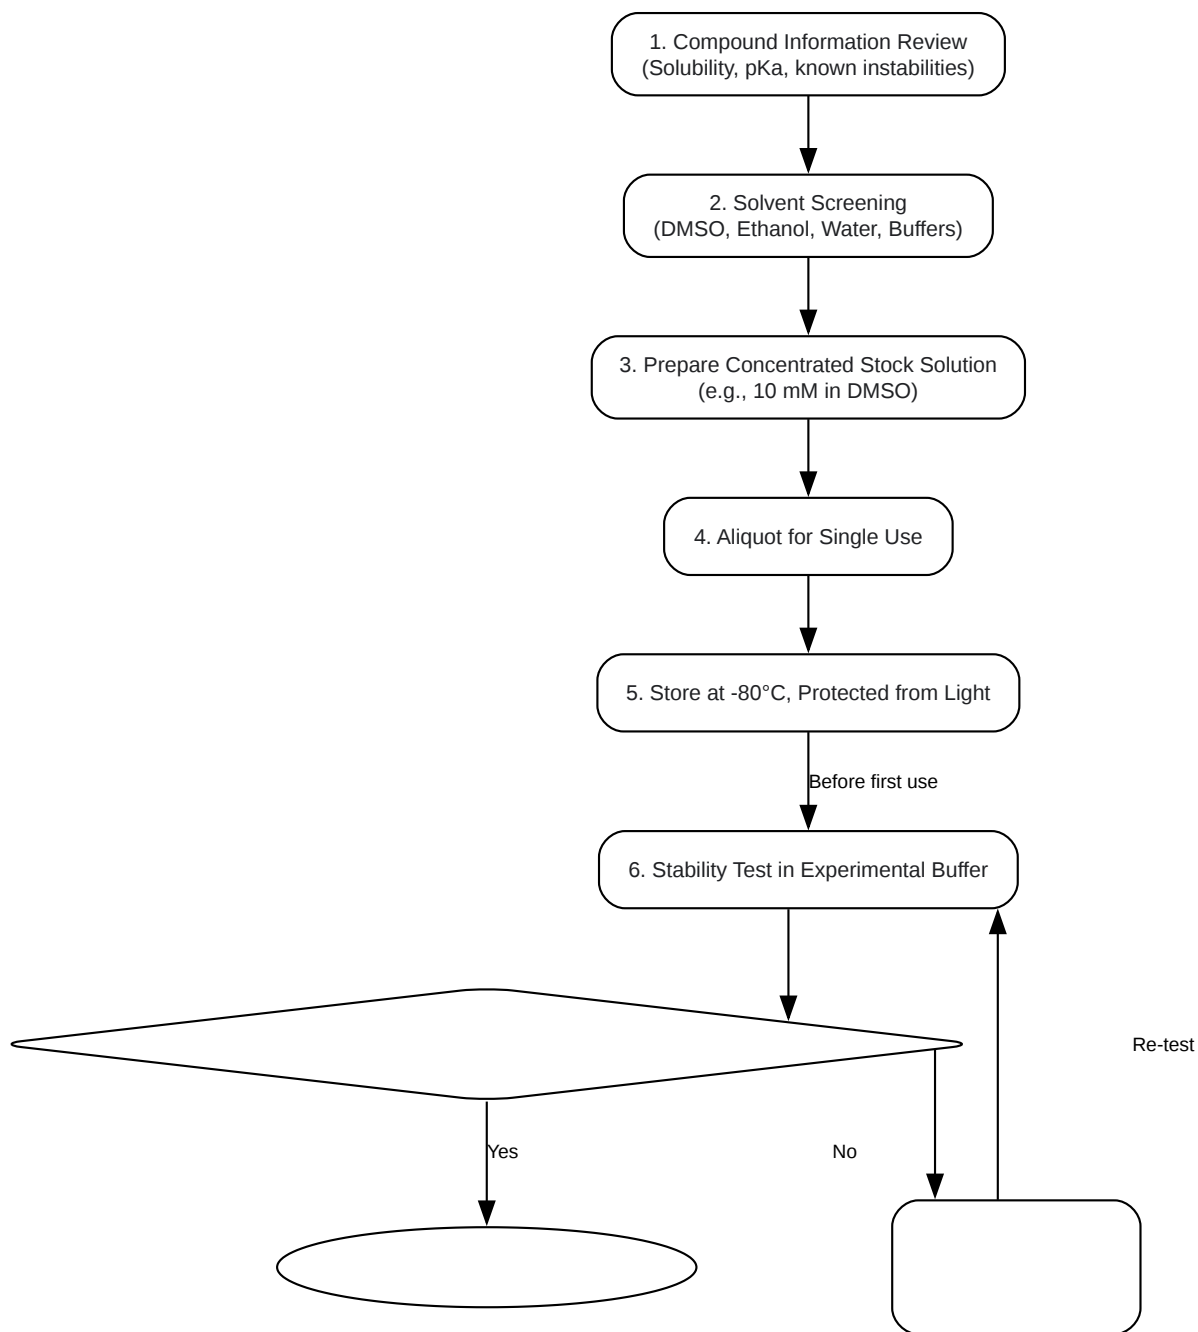 1. Compound Information Review
(Solubility, pKa, known instabilities)
2. Solvent Screening
(DMSO, Ethanol, Water, Buffers)
3. Prepare Concentrated Stock Solution
(e.g., 10 mM in DMSO)
4. Aliquot for Single Use
5. Store at -80°C, Protected from Light
Before first use
6. Stability Test in Experimental Buffer
Re-test
Yes
No